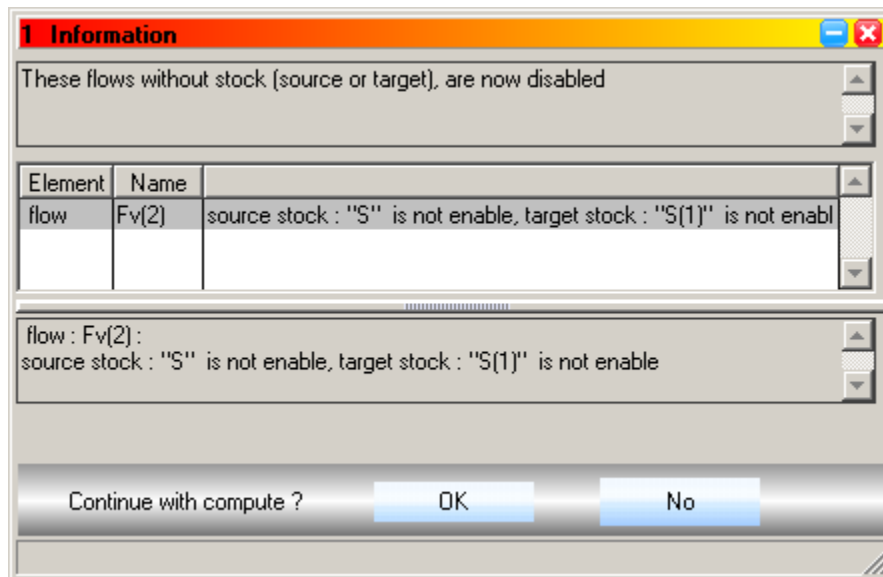 1 Information
These flows without stock (source or target), are now disabled
Element Name
flow Fv(2) source stock : "S" is not enable, target stock : "S(1)" is not enabl
flow : Fv(2) :
source stock : "S" is not enable, target stock : "S(1)" is not enable
Continue with compute ? OK No